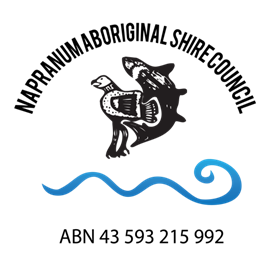 NAPRANUM ABORIGINAL SHIRE COUNCIL
ABN 43 593 215 992